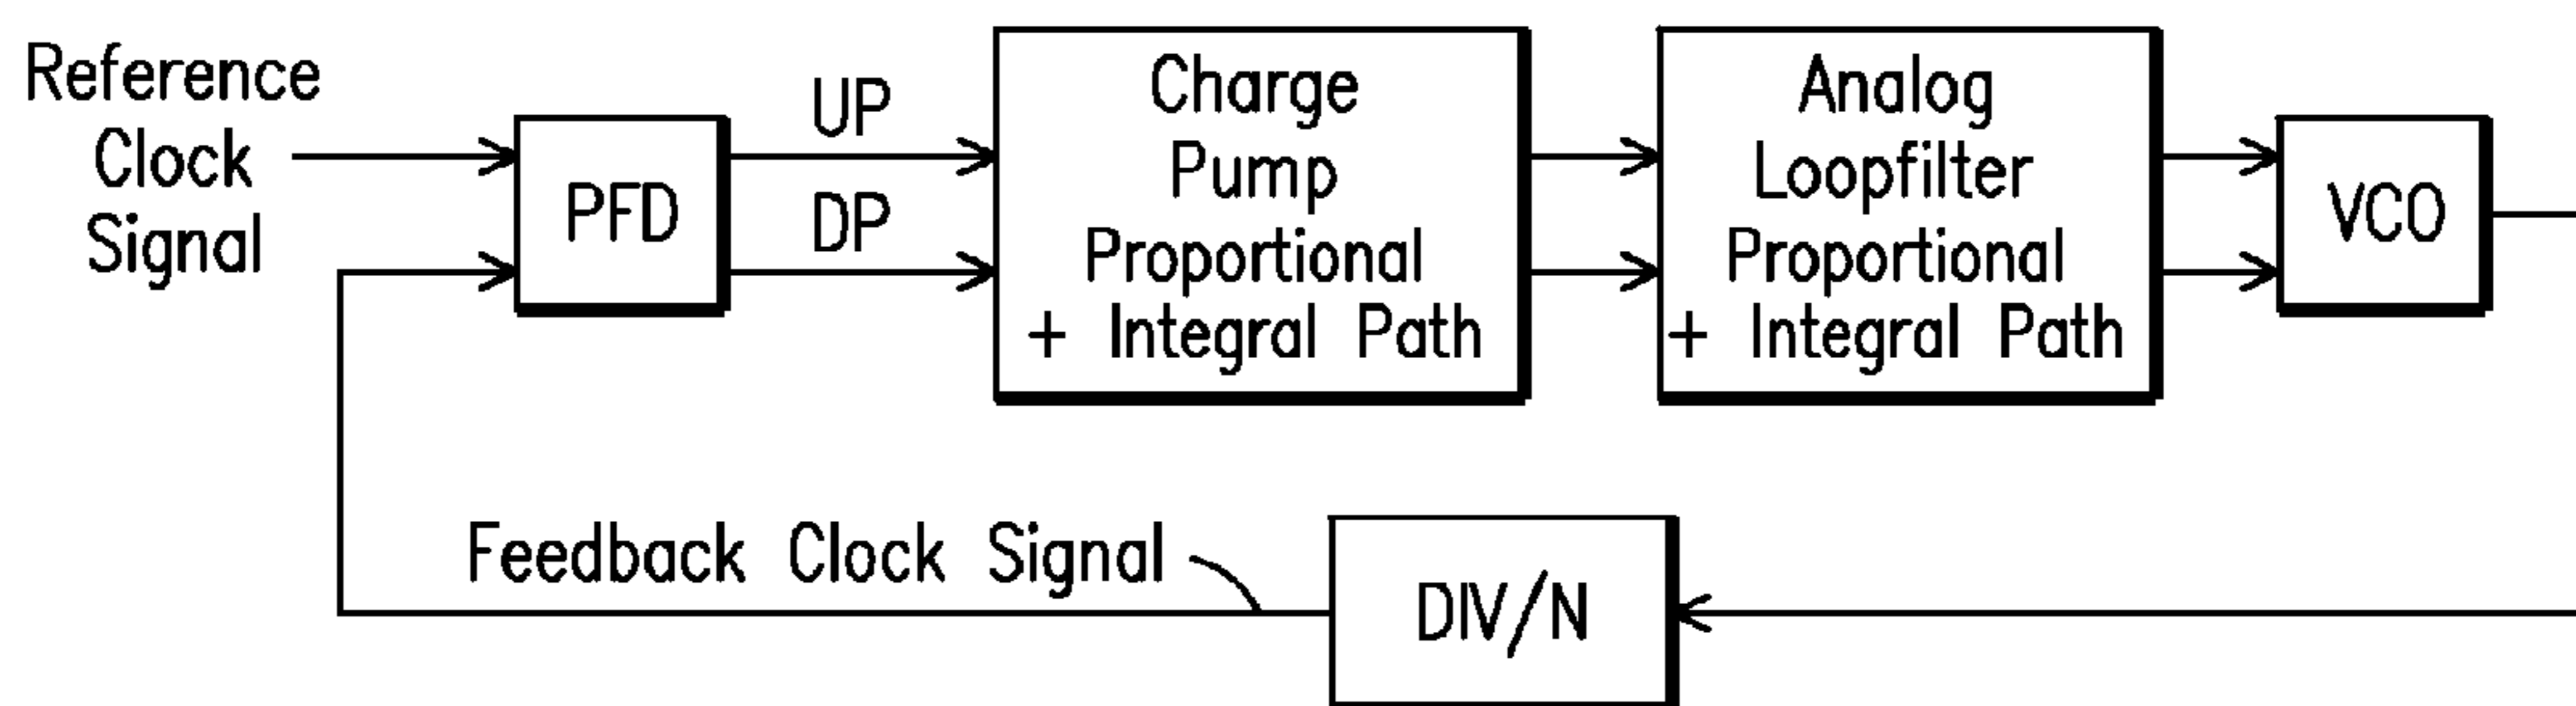 Reference
Clock
Signal
PFD
UP
DP
Charge
Pump
Proportional
+ Integral Path
Analog
Loopfilter
Proportional
+ Integral Path
VCO
Feedback Clock Signal
DIV/N